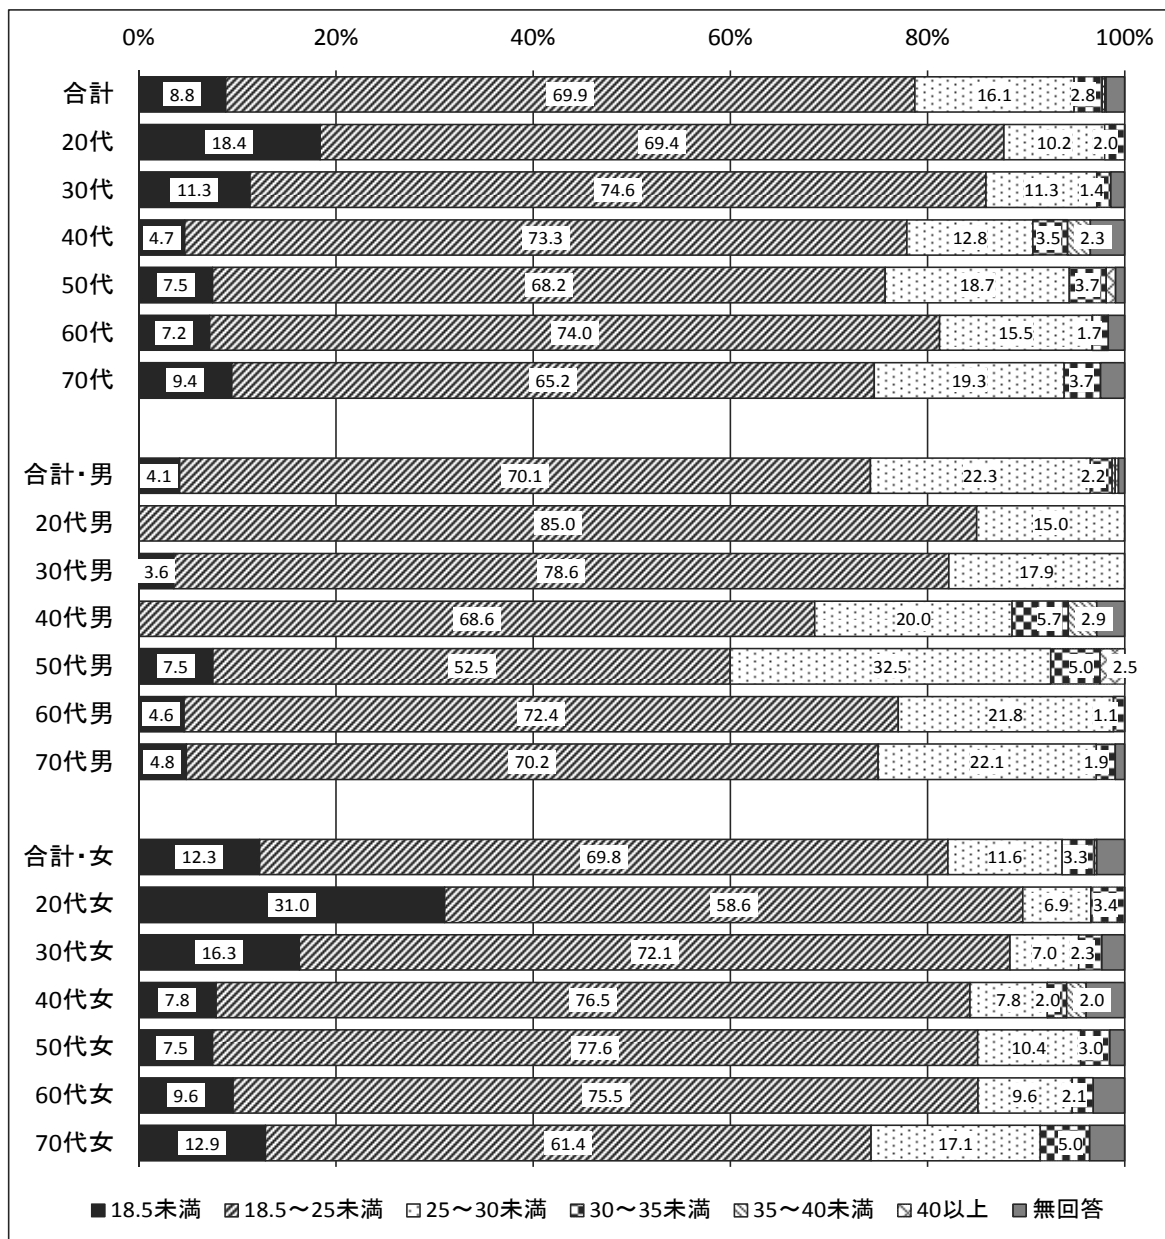 0% 20% 40% 60% 80% 100%
合計 8.8 69.9 16.1 2.8
20代 18.4 69.4 10.2 2.0
30代 11.3 74.6 11.3 1.4
40代 4.7 73.3 12.8 3.5 2.3
50代 7.5 68.2 18.7 3.7
60代 7.2 74.0 15.5 1.7
70代 9.4 65.2 19.3 3.7
合計・男 4.1 70.1 22.3 2.2
20代男 85.0 15.0
30代男 3.6 78.6 17.9
40代男 68.6 20.0 5.7 2.9
50代男 7.5 52.5 32.5 5.0 2.5
60代男 4.6 72.4 21.8 1.1
70代男 4.8 70.2 22.1 1.9
合計・女 12.3 69.8 11.6 3.3
20代女 31.0 58.6 6.9 3.4
30代女 16.3 72.1 7.0 2.3
40代女 7.8 76.5 7.8 2.0 2.0
50代女 7.5 77.6 10.4 3.0
60代女 9.6 75.5 9.6 2.1
70代女 12.9 61.4 17.1 5.0
18.5未満 18.5～25未満 25～30未満 30～35未満 35～40未満 40以上 無回答